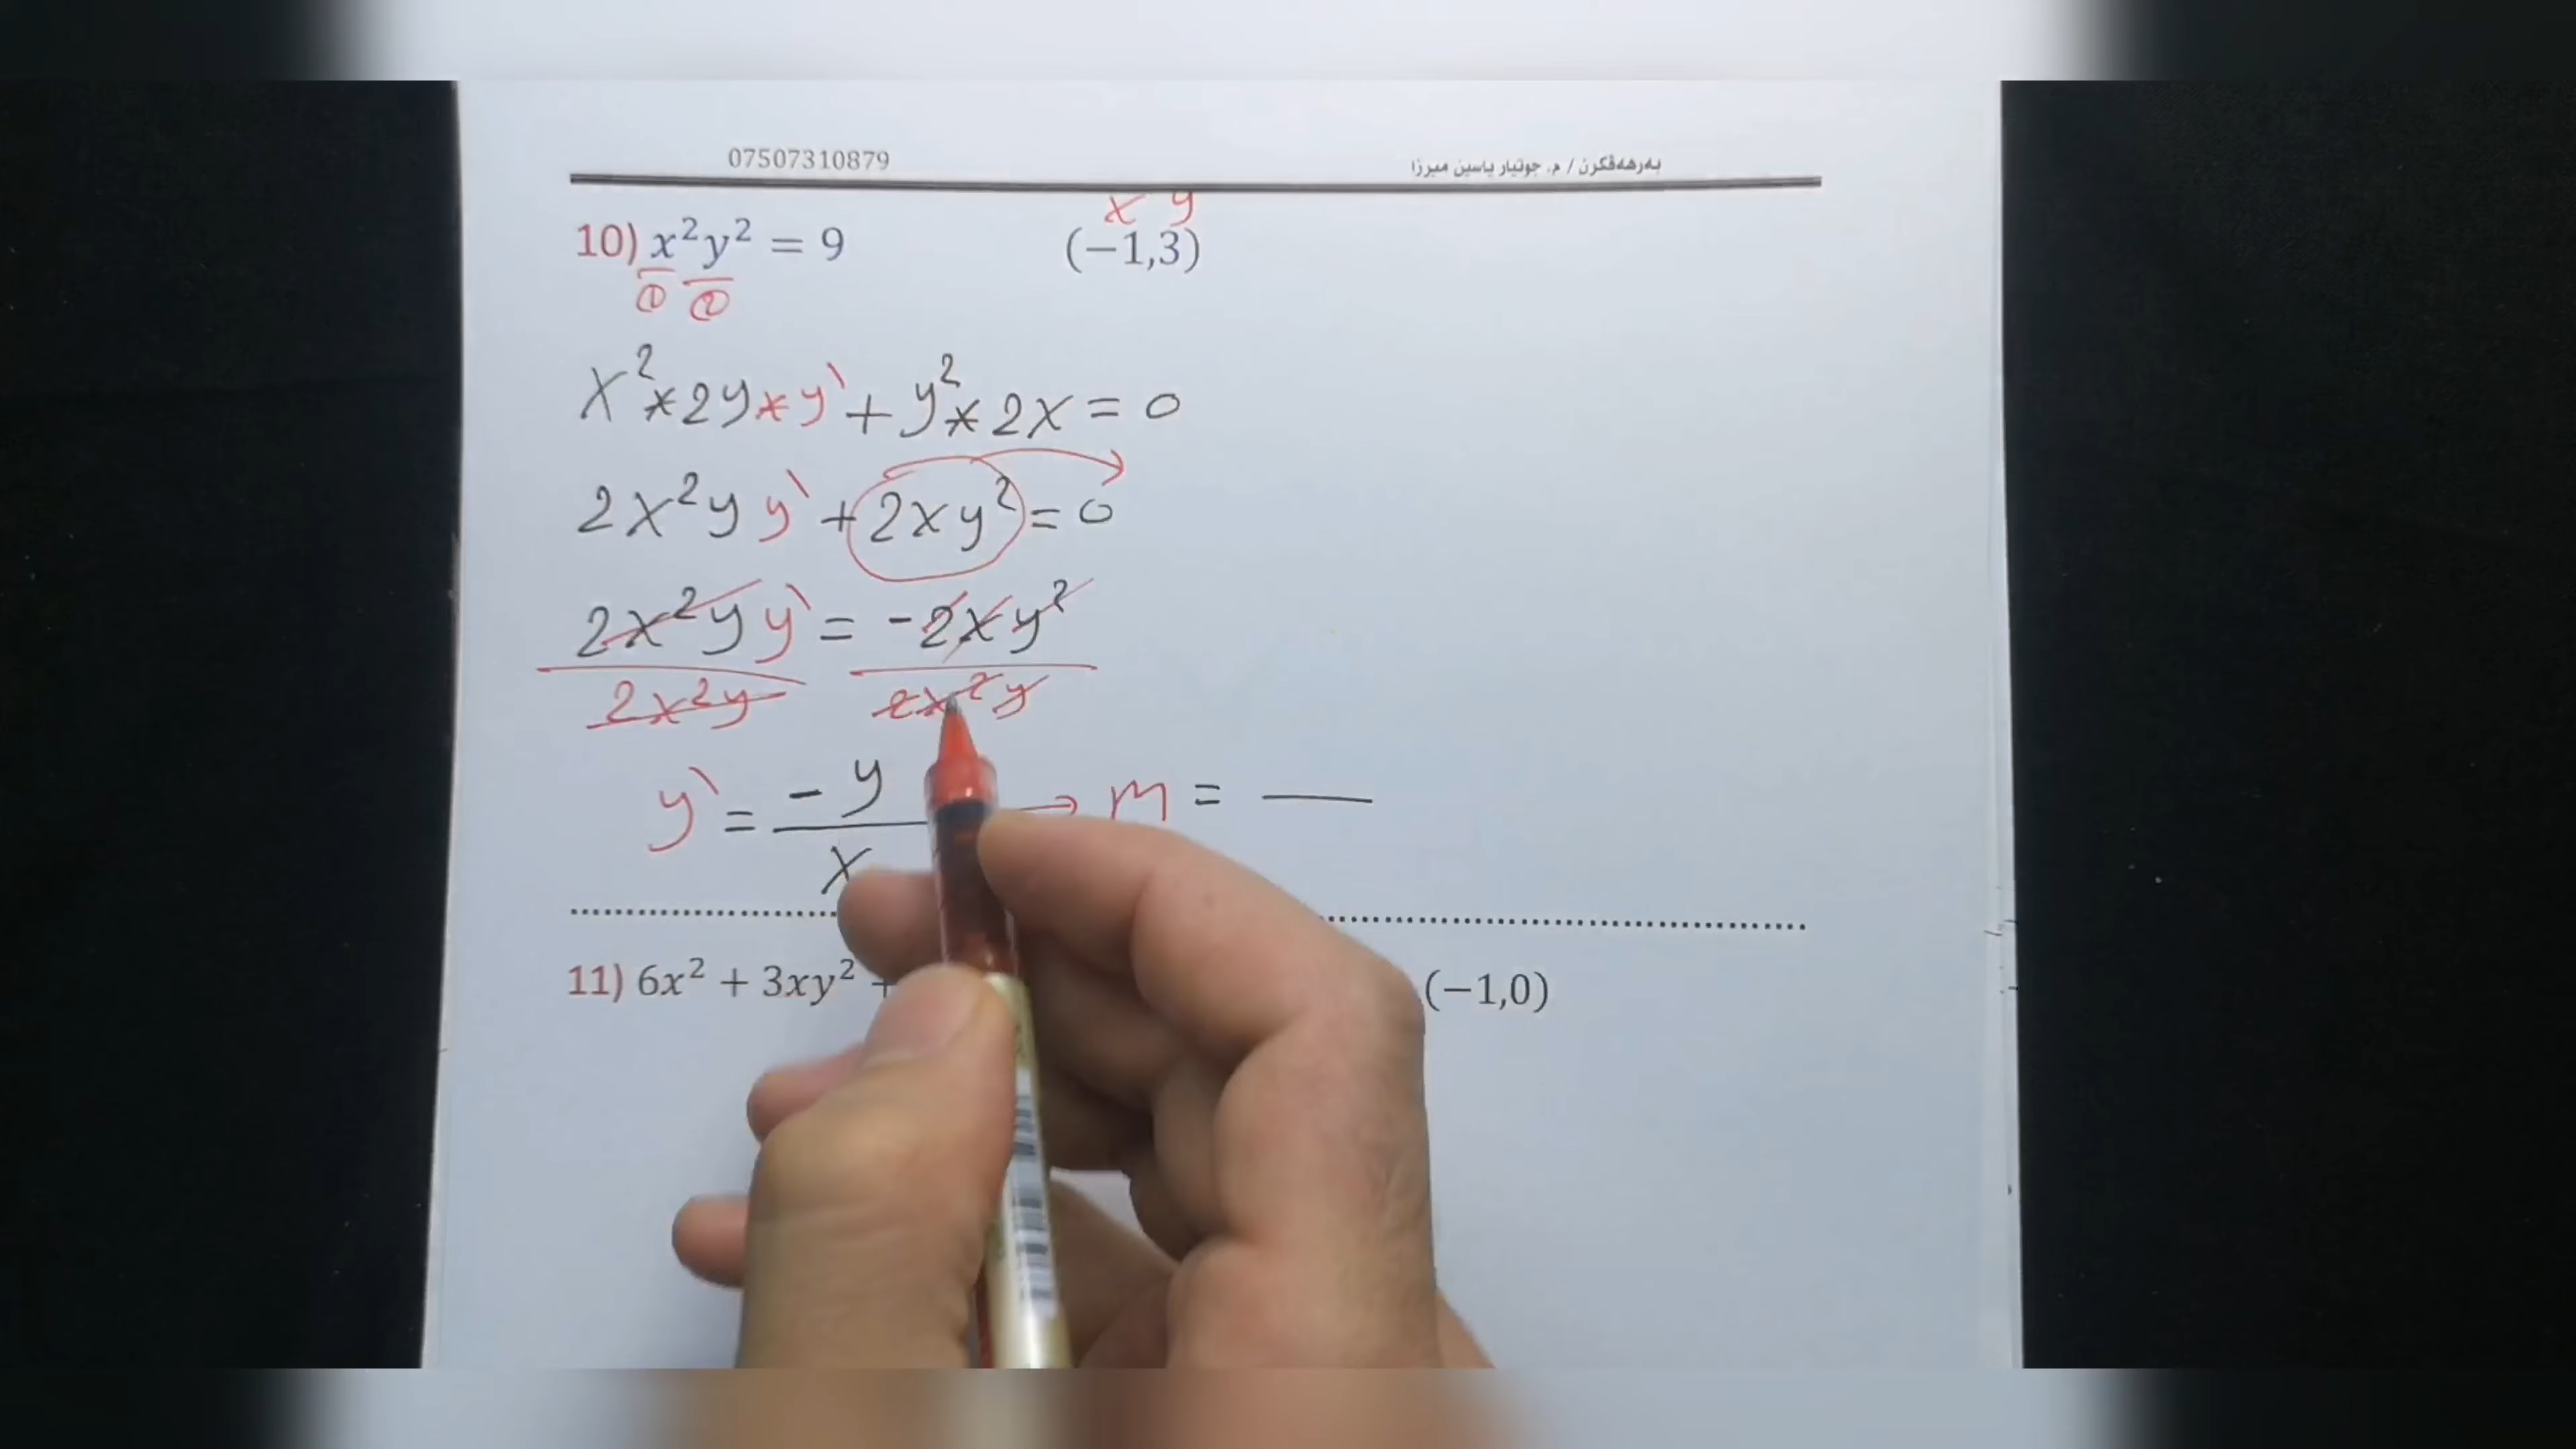 07507310879 بەرهەڤکرن / م. جوتیار یاسین میرزا
x y
10) x²y² = 9 (−1,3)
① ②
x²*2y*y` + y²*2x = 0
2x²y y` + 2xy² = 0
2x²y y` = -2xy²
2x²y 2x²y
y` = -y → m = —
x
11) 6x² + 3xy² + (−1,0)